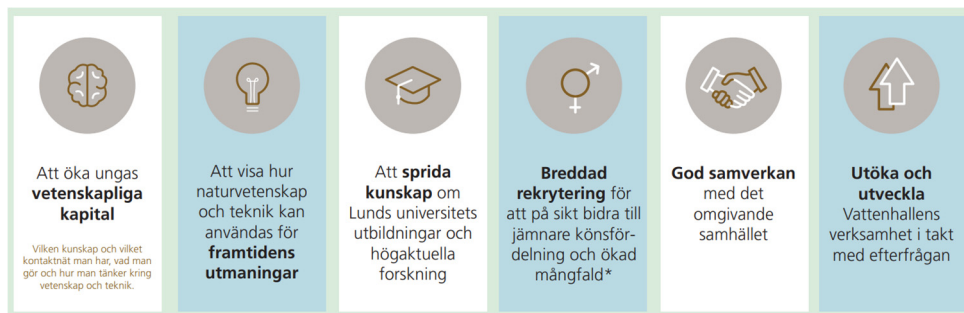 Att öka ungas
vetenskapliga
kapital
Vilken kunskap och vilket
kontaktnät man har, vad man
gör och hur man tänker kring
vetenskap och teknik.
Att visa hur
naturvetenskap
och teknik kan
användas för
framtidens
utmaningar
Att sprida
kunskap om
Lunds universitets
utbildningar och
högaktuella
forskning
Breddad
rekrytering för
att på sikt bidra till
jämnare könsför-
delning och ökad
mångfald*
God samverkan
med det
omgivande
samhället
Utöka och
utveckla
Vattenhallens
verksamhet i takt
med efterfrågan